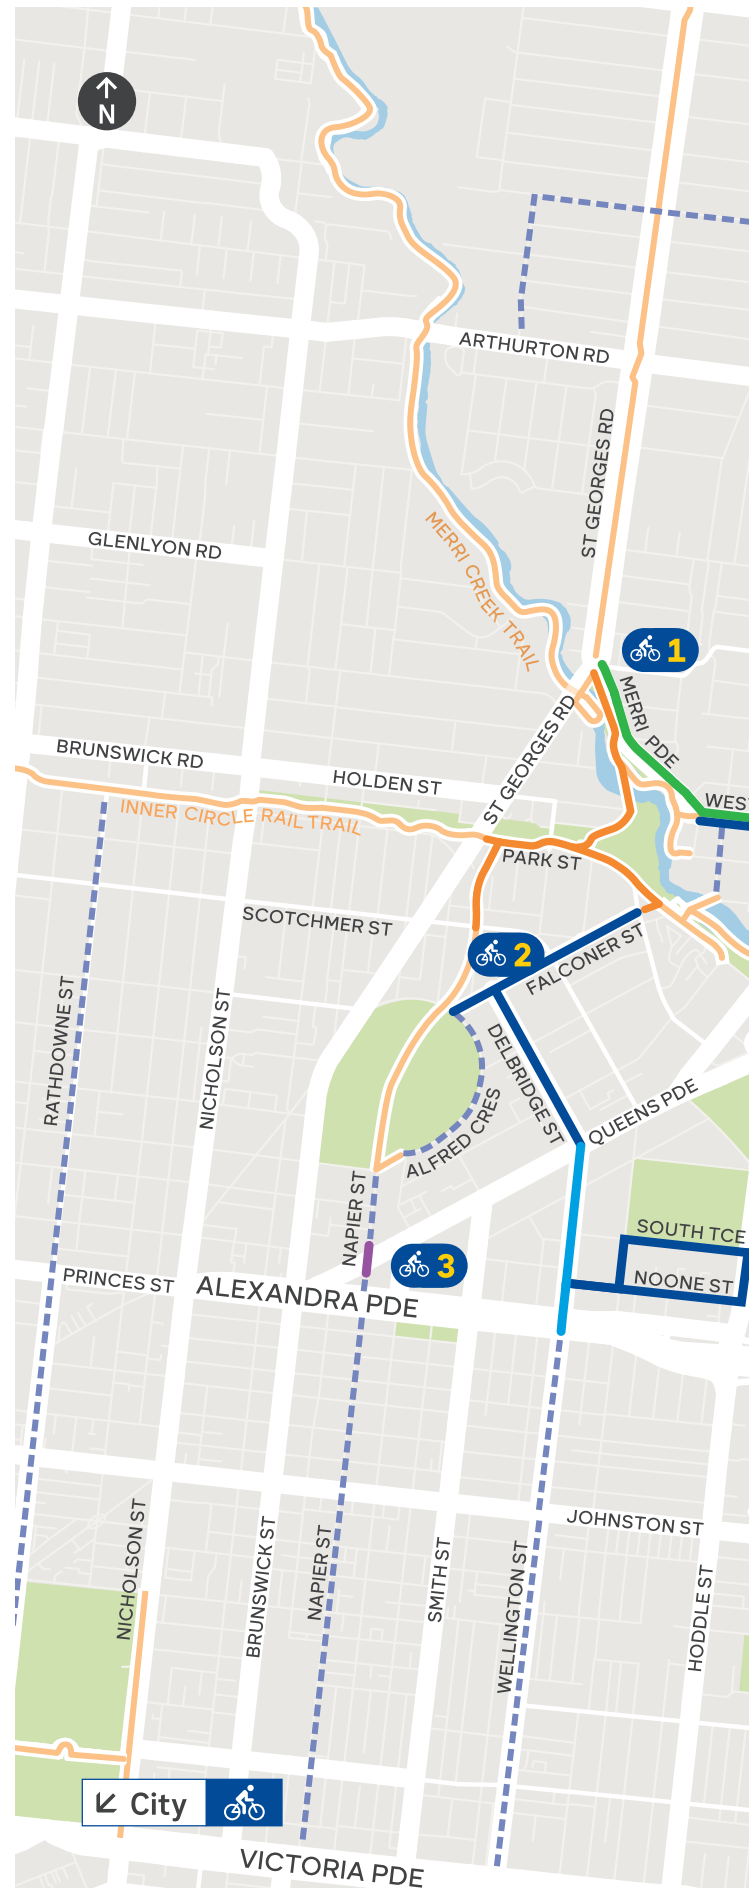 N
ARTHURTON RD
ST GEORGES RD
GLENLYON RD
MERRI CREEK TRAIL
1
MERRI PDE
ST GEORGES RD
BRUNSWICK RD
HOLDEN ST
WES
INNER CIRCLE RAIL TRAIL
PARK ST
SCOTCHMER ST
2
FALCONER ST
RATHDOWNE ST
NICHOLSON ST
DELBRIDGE ST
QUEENS PDE
ALFRED CRES
NAPIER ST
SOUTH TCE
3
PRINCES ST
ALEXANDRA PDE
NOONE ST
JOHNSTON ST
NICHOLSON ST
BRUNSWICK ST
NAPIER ST
SMITH ST
WELLINGTON ST
HODDLE ST
City
VICTORIA PDE